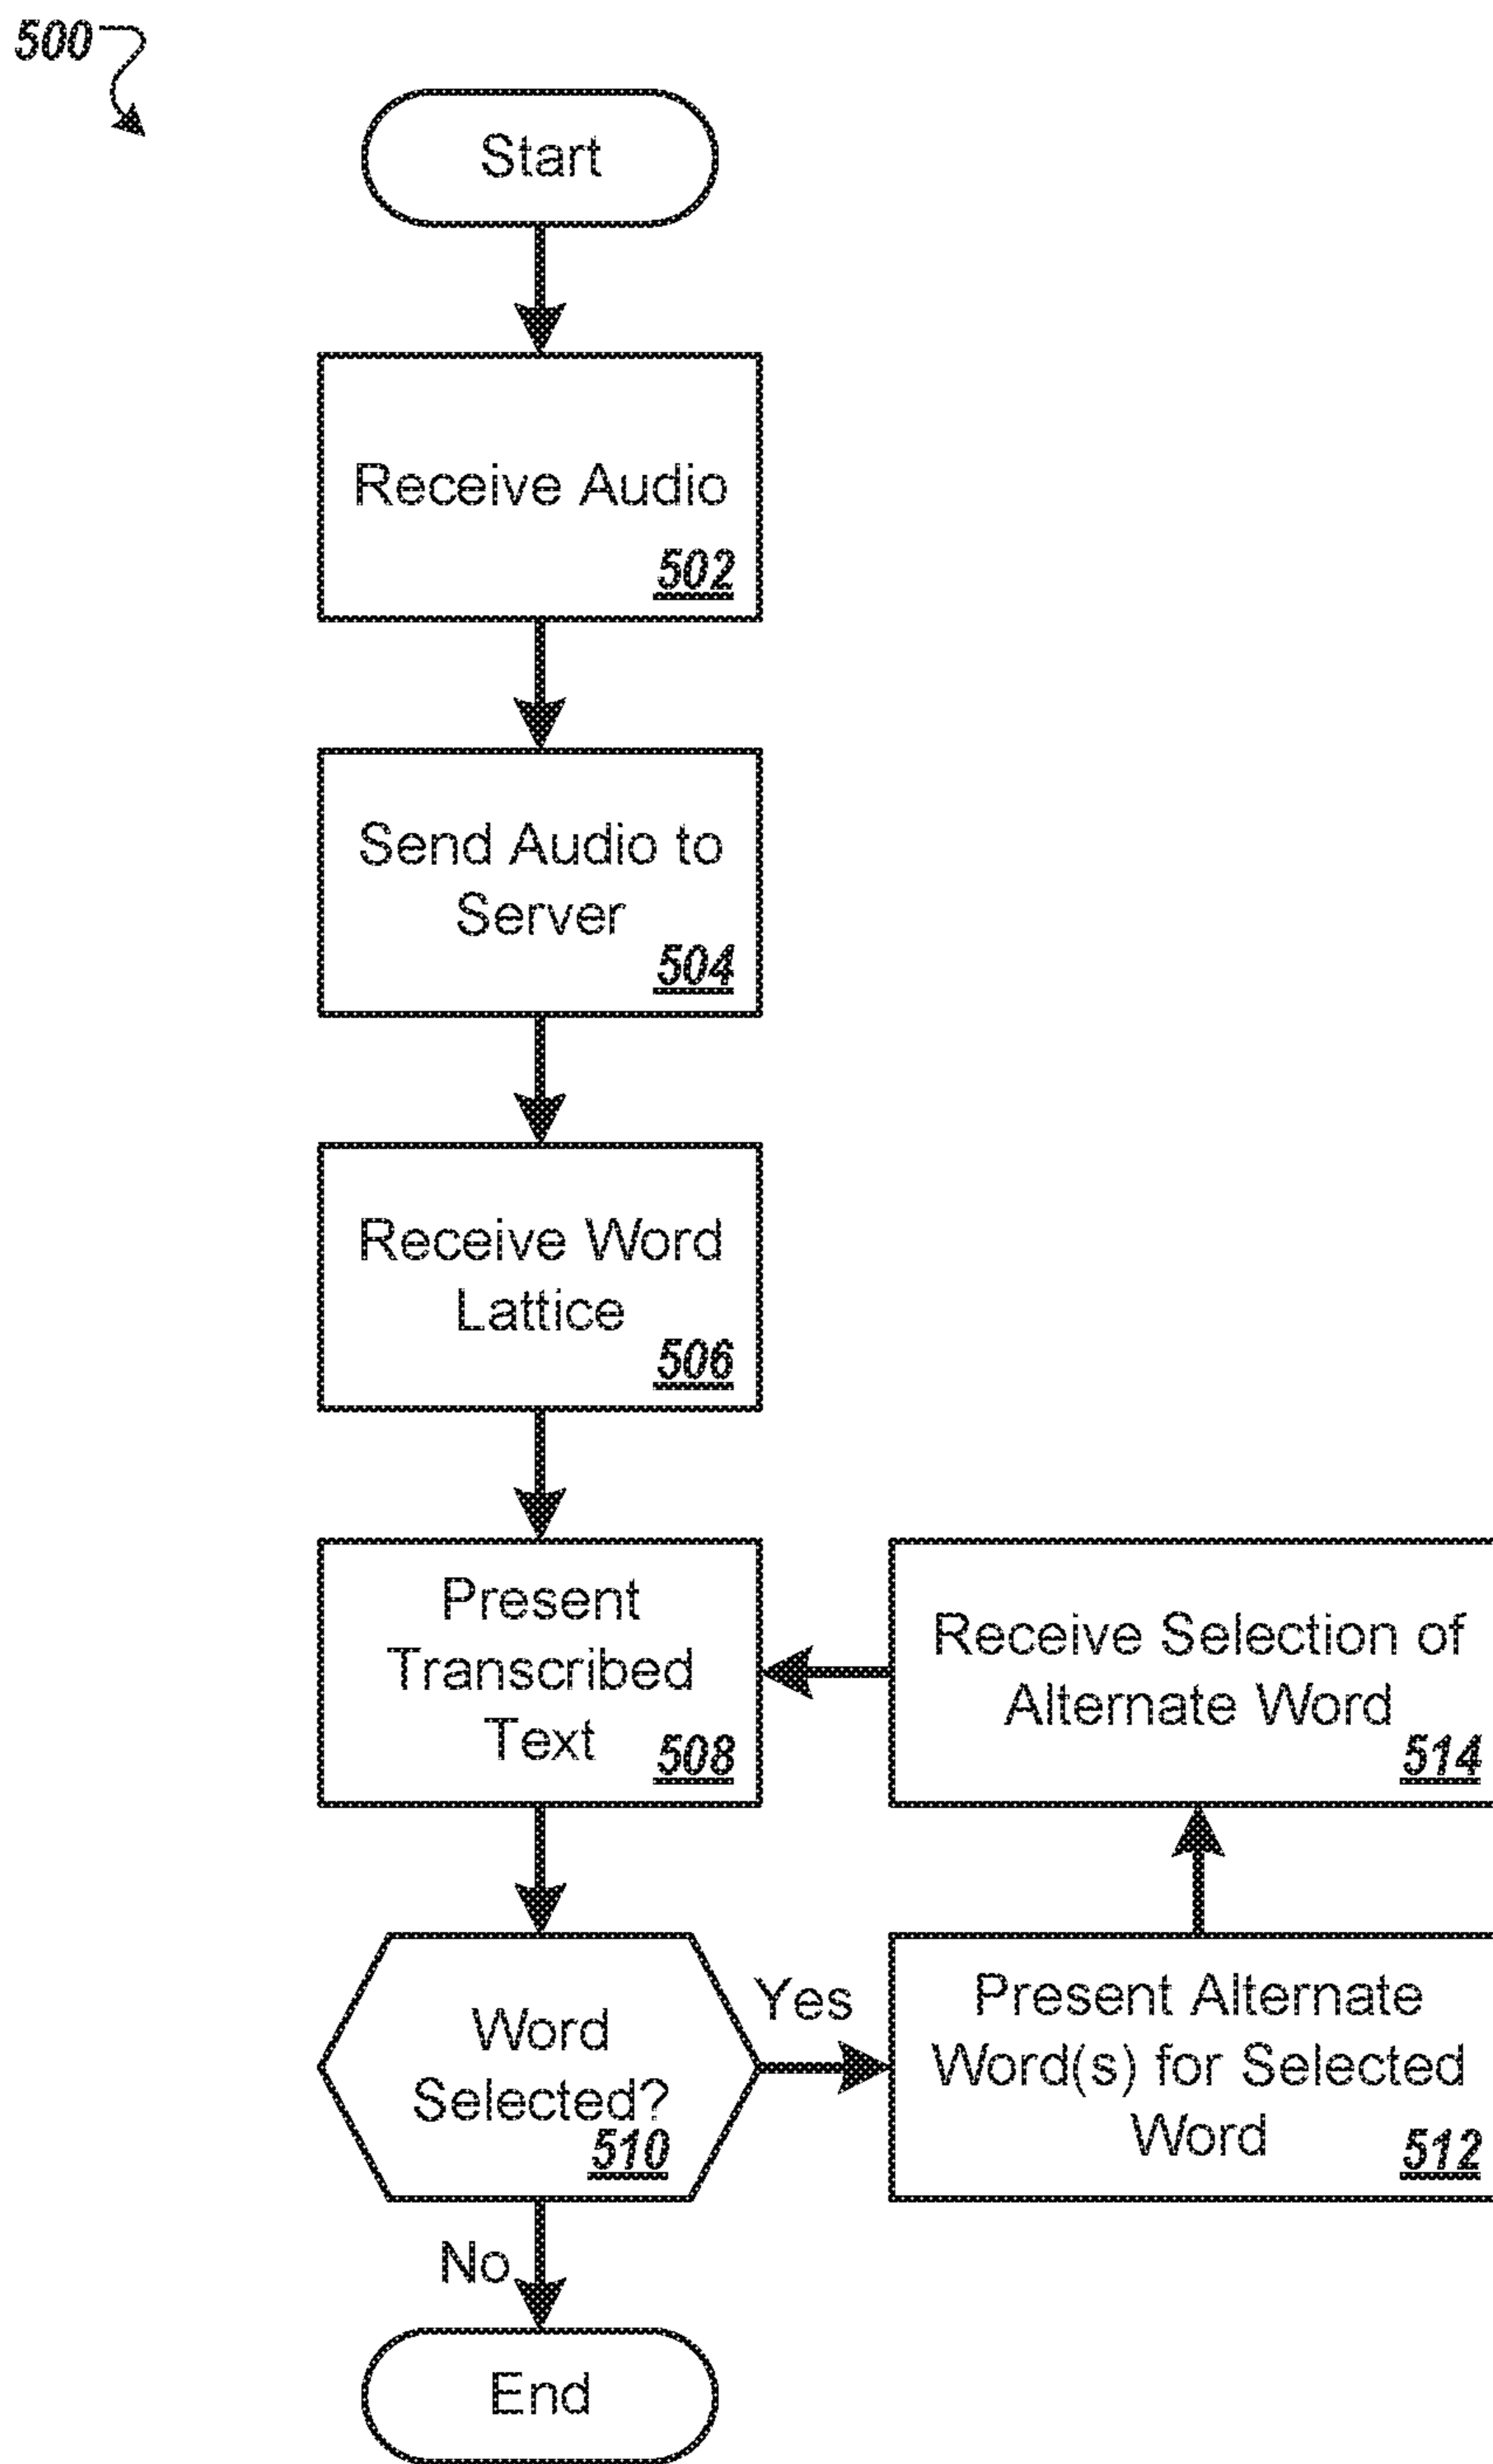 500
Start
Receive Audio
502
Send Audio to
Server
504
Receive Word
Lattice
506
Present
Transcribed
Text
508
Receive Selection of
Alternate Word
514
Word
Selected?
510
Yes
Present Alternate
Word(s) for Selected
Word
512
No
End